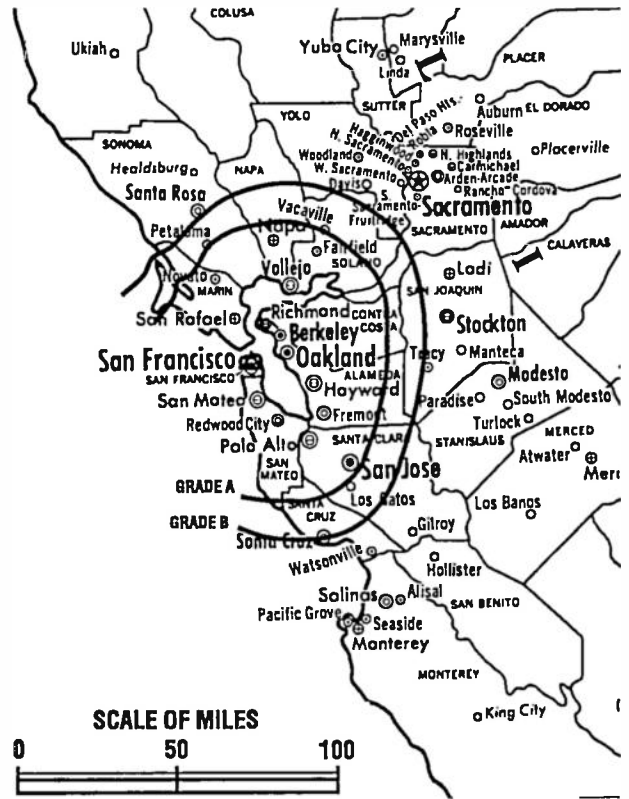 COLUSA
Ukiah
Yuba City
Marysville
Linda
PLACER
SUTTER
Auburn
EL DORADO
YOLO
Del Paso Hts.-
Robla
Roseville
SONOMA
Hagginwood
N. Sacramento
Placerville
Woodland
N. Highlands
Carmichael
Healdsburg
NAPA
W. Sacramento
Arden-Arcade
Davis
Rancho-Cordova
Santa Rosa
S. Sacramento-
Fruitridge
Sacramento
Vacaville
Petaluma
Napa
SACRAMENTO
AMADOR
Fairfield
SOLANO
CALAVERAS
Vallejo
Lodi
Novato
MARIN
SAN JOAQUIN
San Rafael
Richmond
CONTRA
COSTA
Stockton
Berkeley
Oakland
Tracy
Manteca
San Francisco
SAN FRANCISCO
ALAMEDA
Hayward
Modesto
San Mateo
Paradise
South Modesto
Fremont
Redwood City
Turlock
Palo Alto
SANTA CLARA
STANISLAUS
MERCED
Atwater
SAN
MATEO
San Jose
Merc
GRADE A
Los Gatos
Los Banos
SANTA
CRUZ
GRADE B
Gilroy
Santa Cruz
Watsonville
Hollister
Salinas
Alisal
SAN BENITO
Pacific Grove
Seaside
Monterey
MONTEREY
King City
SCALE OF MILES
0 50 100